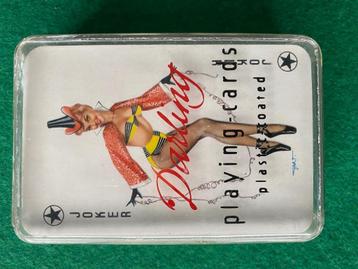 JOKER
Darling
playing-cards
plastic coated
JOKER